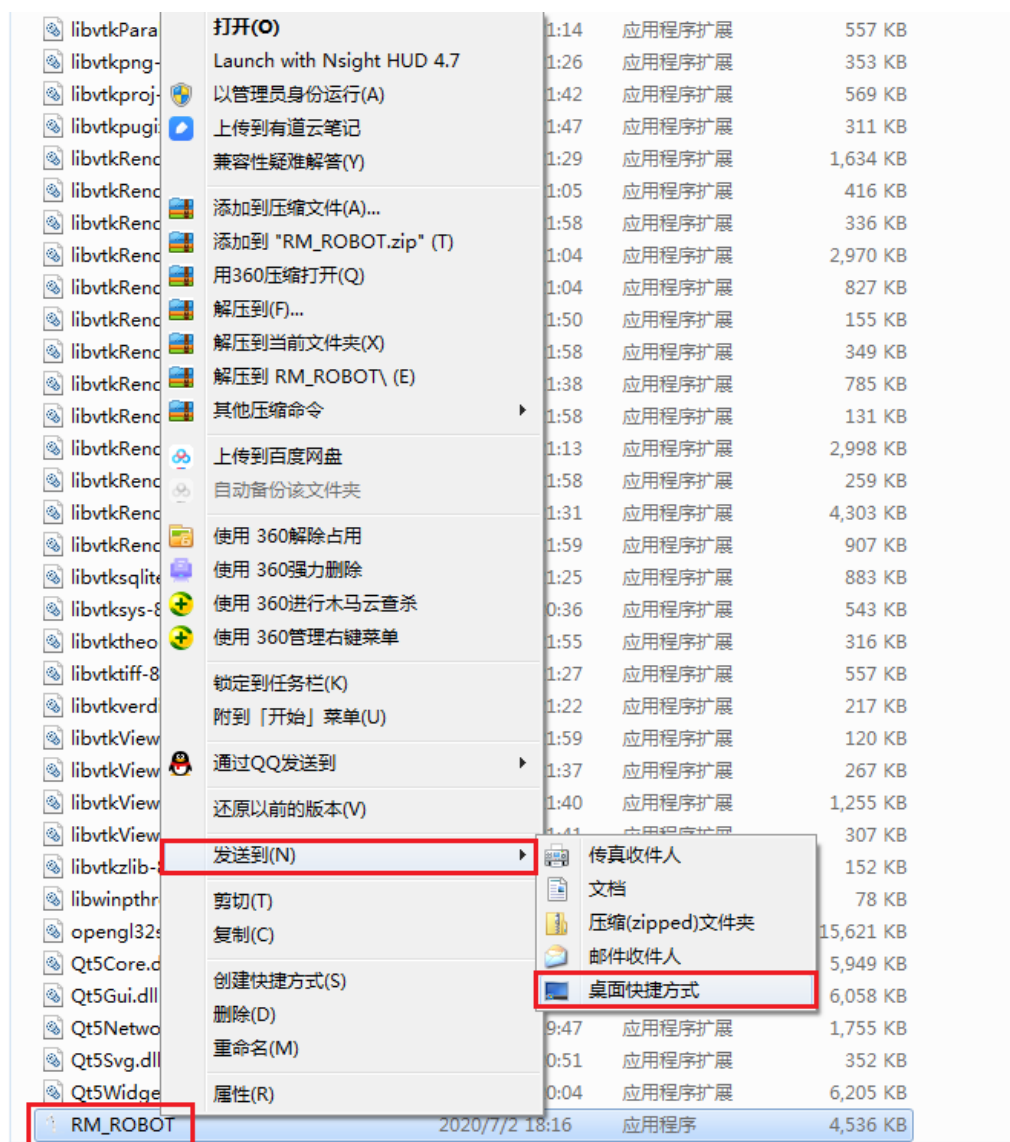 libvtkPara 1:14 应用程序扩展 557 KB
libvtkpng- 1:26 应用程序扩展 353 KB
libvtkproj- 1:42 应用程序扩展 569 KB
libvtkpugi 1:47 应用程序扩展 311 KB
libvtkRend 1:29 应用程序扩展 1,634 KB
libvtkRend 1:05 应用程序扩展 416 KB
libvtkRend 1:58 应用程序扩展 336 KB
libvtkRend 1:04 应用程序扩展 2,970 KB
libvtkRend 1:04 应用程序扩展 827 KB
libvtkRend 1:50 应用程序扩展 155 KB
libvtkRend 1:58 应用程序扩展 349 KB
libvtkRend 1:38 应用程序扩展 785 KB
libvtkRend 1:58 应用程序扩展 131 KB
libvtkRend 1:13 应用程序扩展 2,998 KB
libvtkRend 1:58 应用程序扩展 259 KB
libvtkRend 1:31 应用程序扩展 4,303 KB
libvtkRend 1:59 应用程序扩展 907 KB
libvtksqlite 1:25 应用程序扩展 883 KB
libvtksys-8 0:36 应用程序扩展 543 KB
libvtktheo 1:55 应用程序扩展 316 KB
libvtktiff-8 1:27 应用程序扩展 557 KB
libvtkverd 1:22 应用程序扩展 217 KB
libvtkView 1:59 应用程序扩展 120 KB
libvtkView 1:37 应用程序扩展 267 KB
libvtkView 1:40 应用程序扩展 1,255 KB
libvtkView 1:41 应用程序扩展 307 KB
libvtkzlib-8 152 KB
libwinpthr 78 KB
opengl32s 15,621 KB
Qt5Core.d 5,949 KB
Qt5Gui.dll 6,058 KB
Qt5Netwo 9:47 应用程序扩展 1,755 KB
Qt5Svg.dll 0:51 应用程序扩展 352 KB
Qt5Widge 0:04 应用程序扩展 6,205 KB
RM_ROBOT 2020/7/2 18:16 应用程序 4,536 KB
打开(O)
Launch with Nsight HUD 4.7
以管理员身份运行(A)
上传到有道云笔记
兼容性疑难解答(Y)
添加到压缩文件(A)...
添加到 "RM_ROBOT.zip" (T)
用360压缩打开(Q)
解压到(F)...
解压到当前文件夹(X)
解压到 RM_ROBOT\ (E)
其他压缩命令
上传到百度网盘
自动备份该文件夹
使用 360解除占用
使用 360强力删除
使用 360进行木马云查杀
使用 360管理右键菜单
锁定到任务栏(K)
附到「开始」菜单(U)
通过QQ发送到
还原以前的版本(V)
发送到(N)
剪切(T)
复制(C)
创建快捷方式(S)
删除(D)
重命名(M)
属性(R)
传真收件人
文档
压缩(zipped)文件夹
邮件收件人
桌面快捷方式